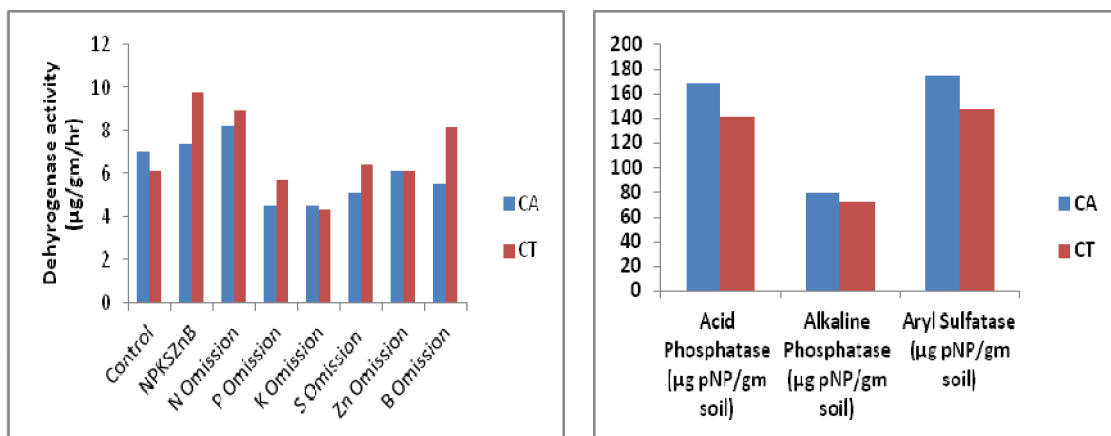 Dehyrogenase activity
(µg/gm/hr)
12
10
8
6
4
2
0
Control
NPKSZnB
N Omission
P Omission
K Omission
S Omission
Zn Omission
B Omission
CA
CT
200
180
160
140
120
100
80
60
40
20
0
Acid
Phosphatase
(µg pNP/gm
soil)
Alkaline
Phosphatase
(µg pNP/gm
soil)
Aryl Sulfatase
(µg pNP/gm
soil)
CA
CT